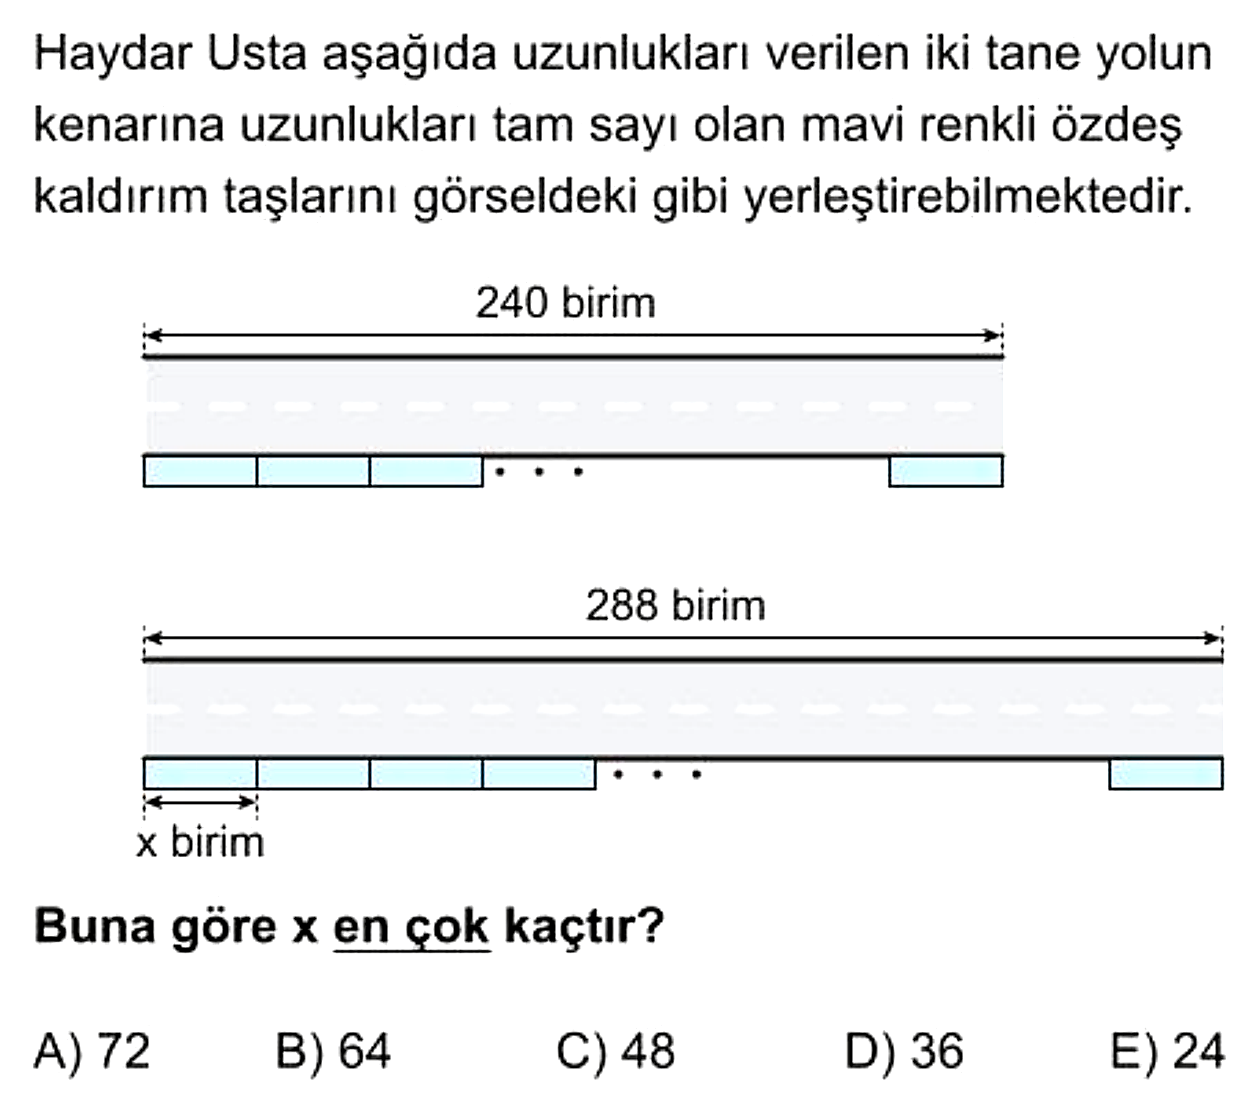 Haydar Usta aşağıda uzunlukları verilen iki tane yolun
kenarına uzunlukları tam sayı olan mavi renkli özdeş
kaldırım taşlarını görseldeki gibi yerleştirebilmektedir.
240 birim
288 birim
x birim
Buna göre x en çok kaçtır?
A) 72 B) 64 C) 48 D) 36 E) 24